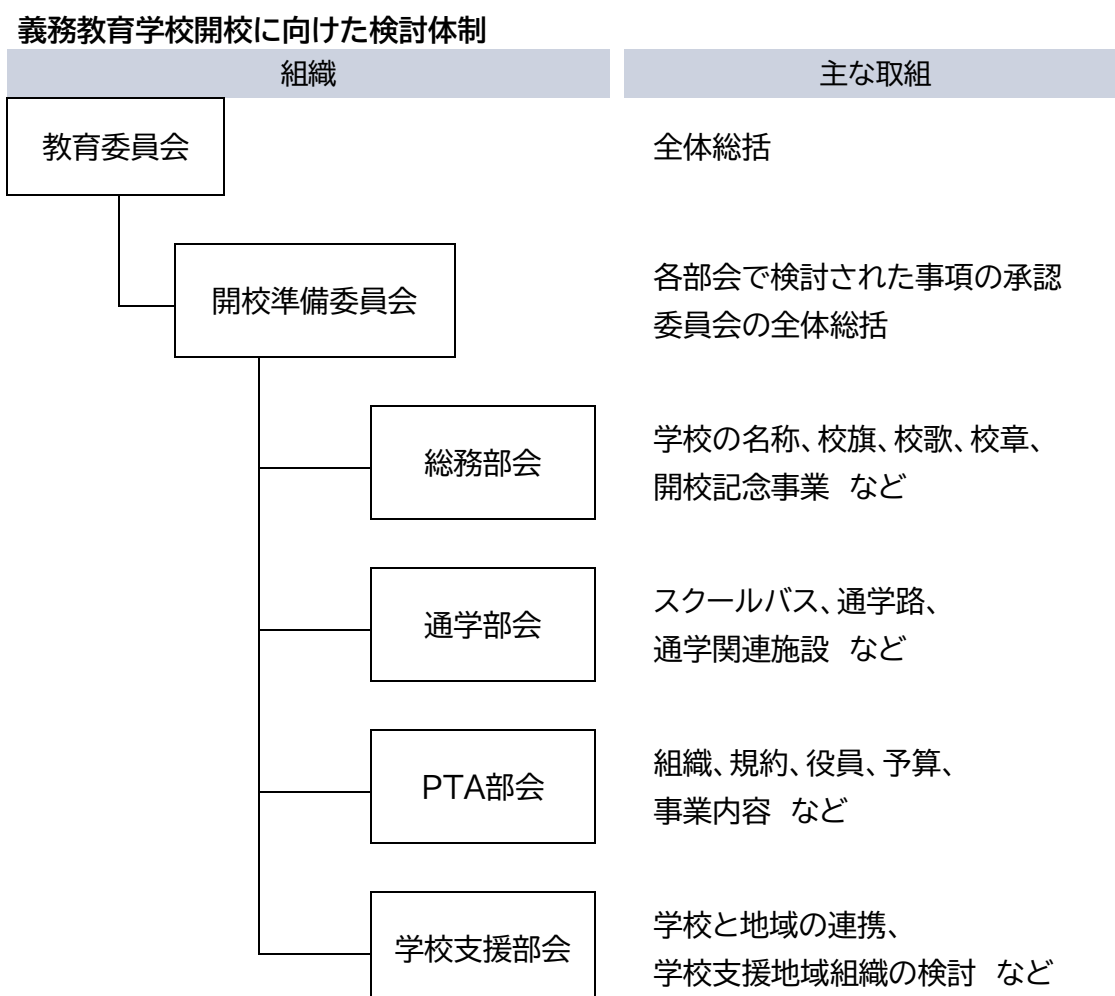 義務教育学校開校に向けた検討体制
組織
主な取組
教育委員会
全体総括
開校準備委員会
各部会で検討された事項の承認
委員会の全体総括
総務部会
学校の名称、校旗、校歌、校章、
開校記念事業 など
通学部会
スクールバス、通学路、
通学関連施設 など
PTA部会
組織、規約、役員、予算、
事業内容 など
学校支援部会
学校と地域の連携、
学校支援地域組織の検討 など